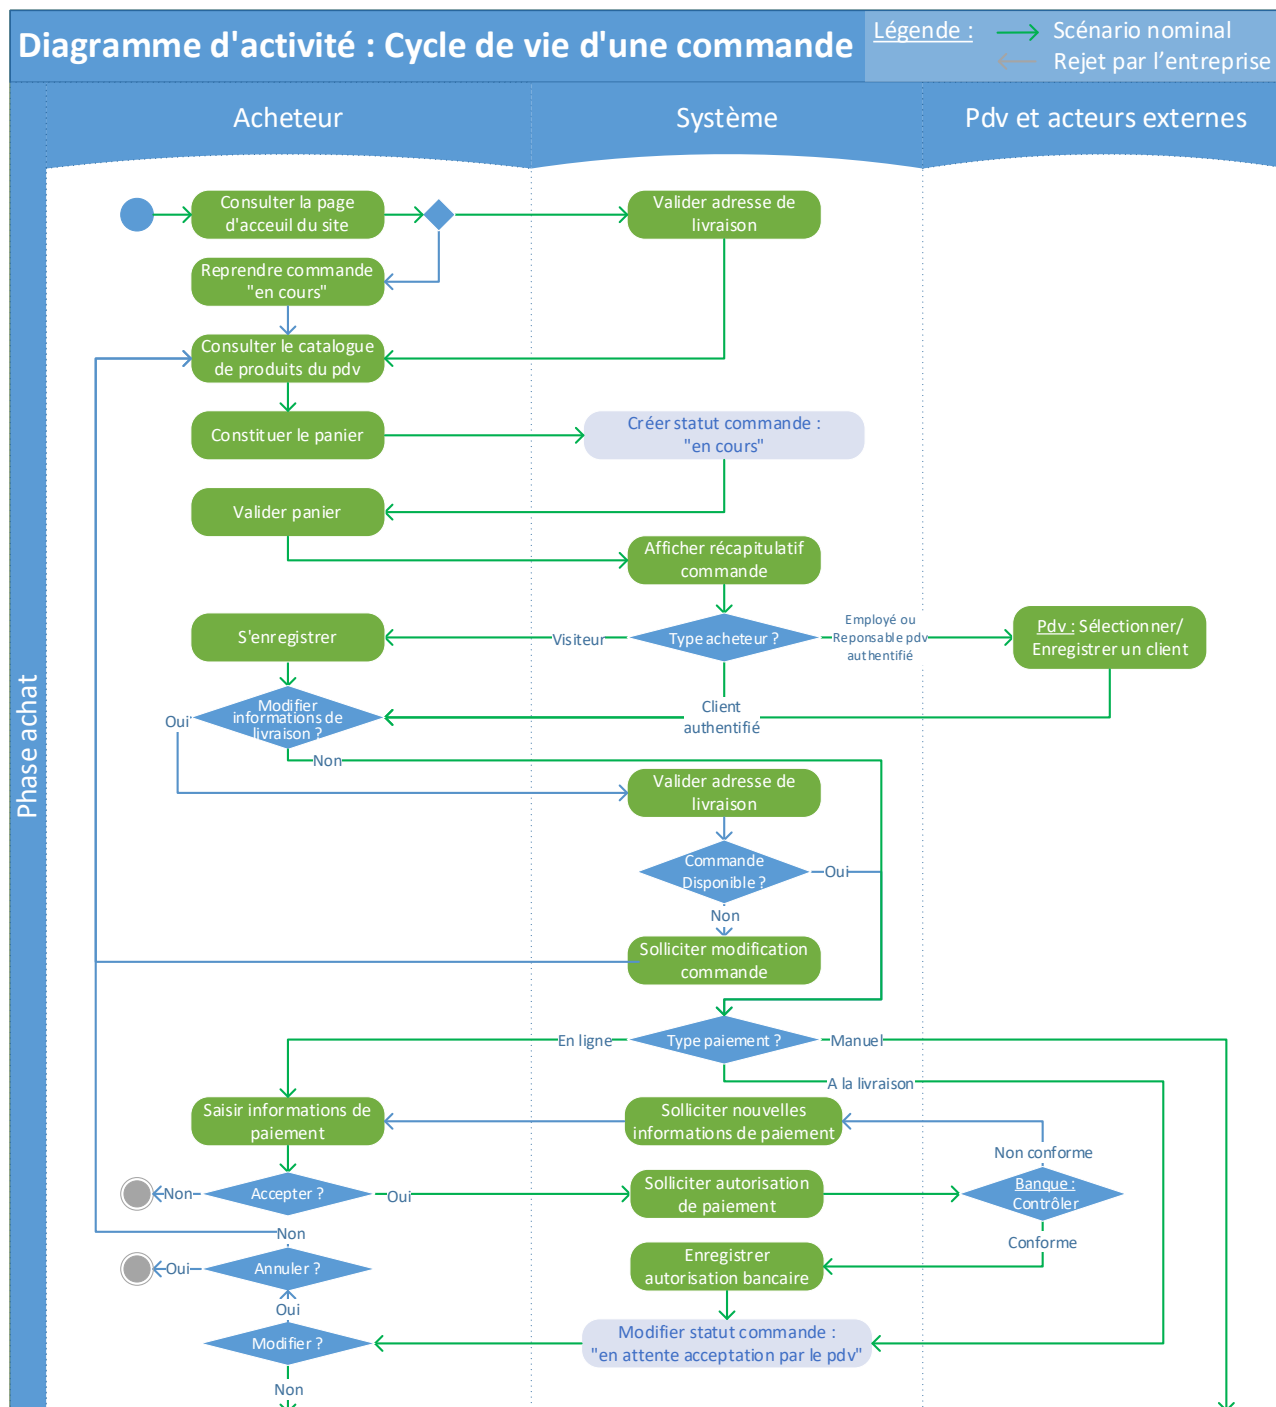 Diagramme d'activité : Cycle de vie d'une commande
Légende :
Scénario nominal
Rejet par l'entreprise
Acheteur
Système
Pdv et acteurs externes
Phase achat
Consulter la page
d'acceuil du site
Valider adresse de
livraison
Reprendre commande
"en cours"
Consulter le catalogue
de produits du pdv
Constituer le panier
Créer statut commande :
"en cours"
Valider panier
Afficher récapitulatif
commande
S'enregistrer
Visiteur
Type acheteur ?
Employé ou
Reponsable pdv
authentifié
Pdv : Sélectionner/
Enregistrer un client
Client
authentifié
Modifier
informations de
livraison ?
Oui
Non
Valider adresse de
livraison
Commande
Disponible ?
Oui
Non
Solliciter modification
commande
En ligne
Type paiement ?
Manuel
A la livraison
Saisir informations de
paiement
Solliciter nouvelles
informations de paiement
Non conforme
Non
Accepter ?
Oui
Solliciter autorisation
de paiement
Banque :
Contrôler
Conforme
Non
Oui
Annuler ?
Enregistrer
autorisation bancaire
Oui
Modifier ?
Modifier statut commande :
"en attente acceptation par le pdv"
Non